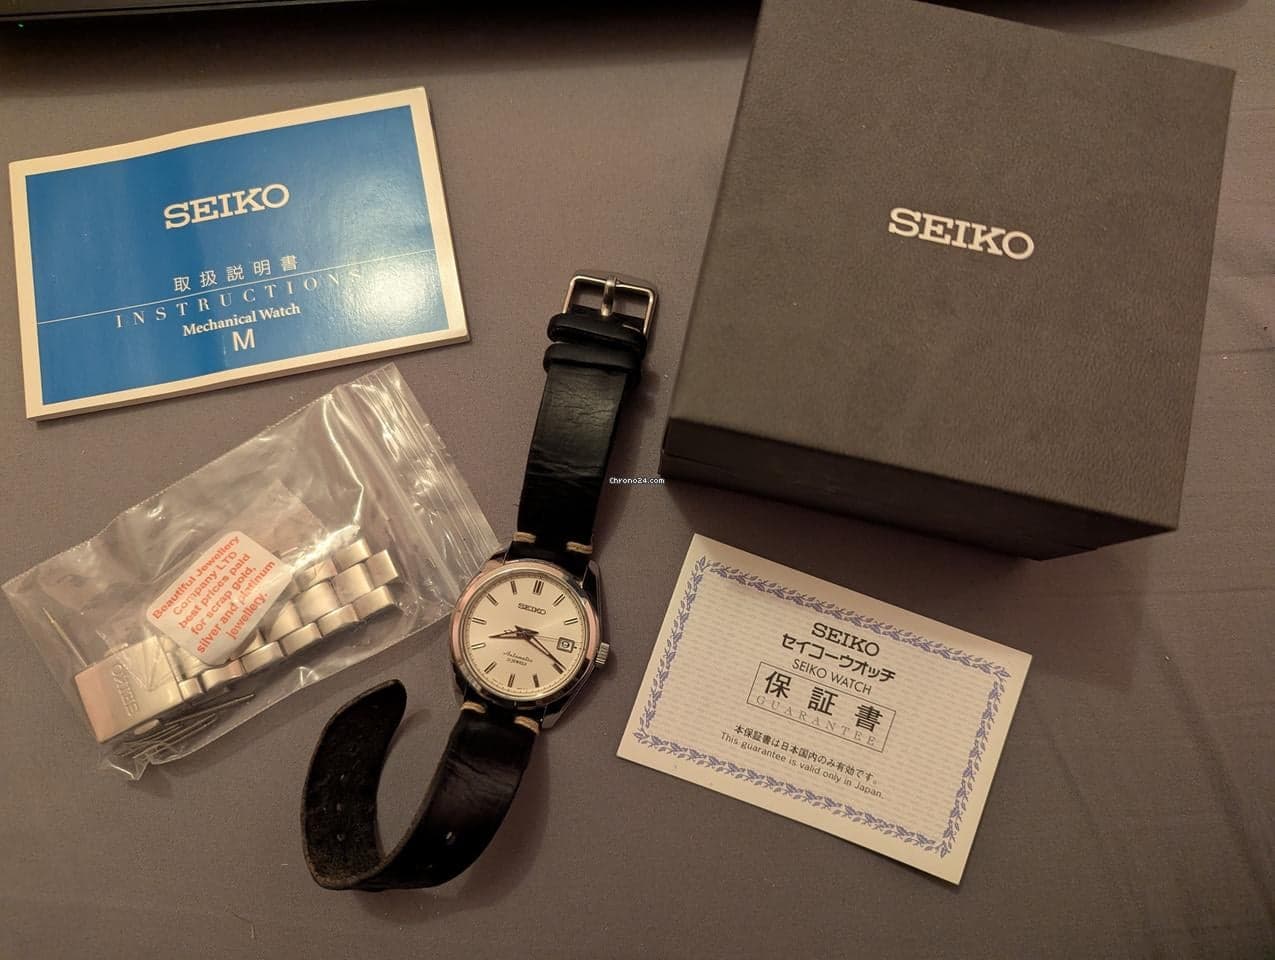 SEIKO
取扱説明書
INSTRUCTIONS
Mechanical Watch
M
SEIKO
Chrono24.com
Beautiful Jewellery
Company LTD
best prices paid
for scrap gold,
silver and platinum
jewellery.
SEIKO
SEIKO
Automatic
SEIKO
セイコーウオッチ
SEIKO WATCH
保証書
GUARANTEE
本保証書は日本国内のみ有効です。
This guarantee is valid only in Japan.